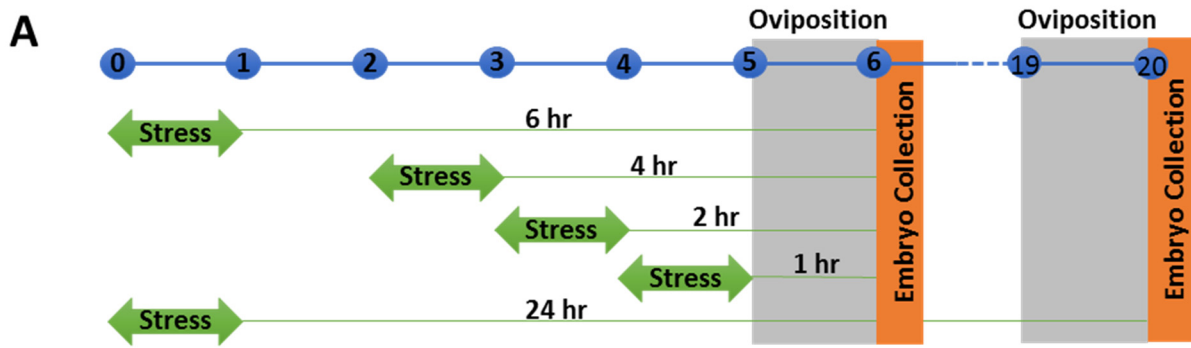 A
Oviposition
Oviposition
0 1 2 3 4 5 6 19 20
Stress 6 hr
Stress 4 hr
Stress 2 hr
Stress 1 hr
Stress 24 hr
Embryo Collection
Embryo Collection